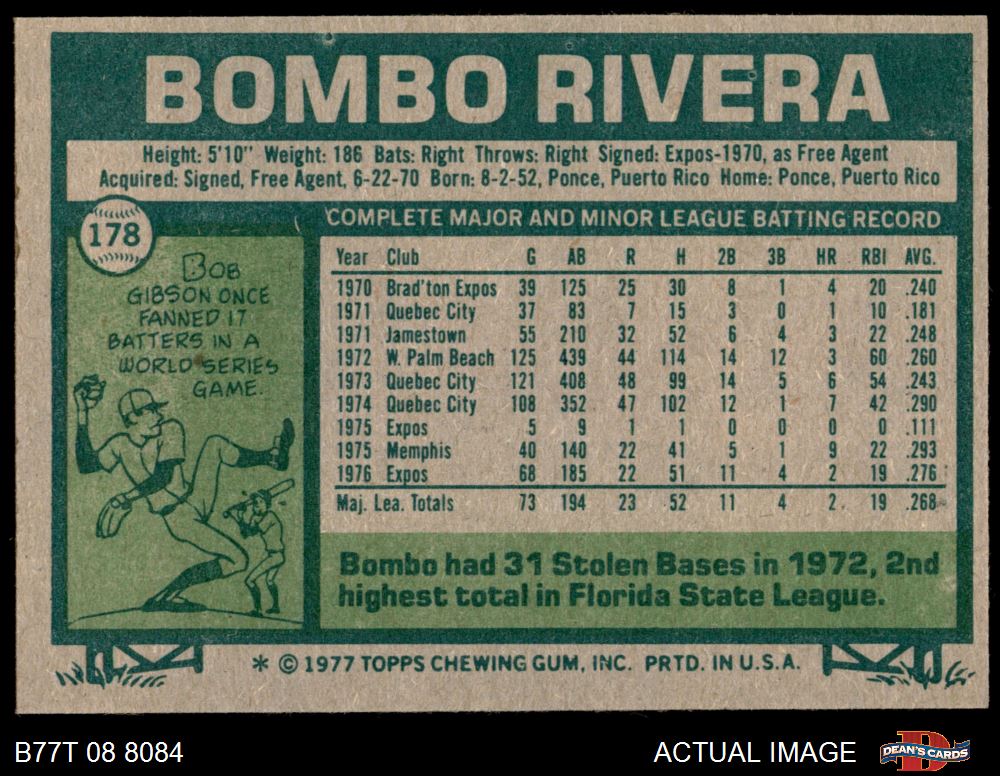 BOMBO RIVERA
Height: 5'10" Weight: 186 Bats: Right Throws: Right Signed: Expos-1970, as Free Agent
Acquired: Signed, Free Agent, 6-22-70 Born: 8-2-52, Ponce, Puerto Rico Home: Ponce, Puerto Rico
178
BOB
GIBSON ONCE
FANNED 17
BATTERS IN A
WORLD SERIES
GAME.
COMPLETE MAJOR AND MINOR LEAGUE BATTING RECORD
Year Club G AB R H 2B 3B HR RBI AVG.
1970 Brad'ton Expos 39 125 25 30 8 1 4 20 .240
1971 Quebec City 37 83 7 15 3 0 1 10 .181
1971 Jamestown 55 210 32 52 6 4 3 22 .248
1972 W. Palm Beach 125 439 44 114 14 12 3 60 .260
1973 Quebec City 121 408 48 99 14 5 6 54 .243
1974 Quebec City 108 352 47 102 12 1 7 42 .290
1975 Expos 5 9 1 1 0 0 0 0 .111
1975 Memphis 40 140 22 41 5 1 9 22 .293
1976 Expos 68 185 22 51 11 4 2 19 .276
Maj. Lea. Totals 73 194 23 52 11 4 2 19 .268
Bombo had 31 Stolen Bases in 1972, 2nd
highest total in Florida State League.
* © 1977 TOPPS CHEWING GUM, INC. PRTD. IN U.S.A.
B77T 08 8084 ACTUAL IMAGE DEAN'S CARDS